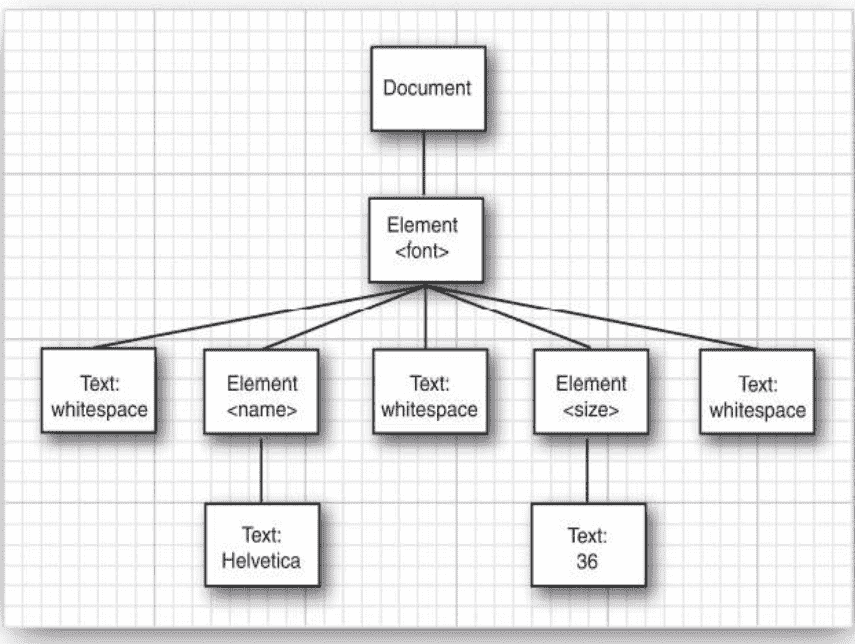 Document
Element
<font>
Text:
whitespace
Element
<name>
Text:
whitespace
Element
<size>
Text:
whitespace
Text:
Helvetica
Text:
36